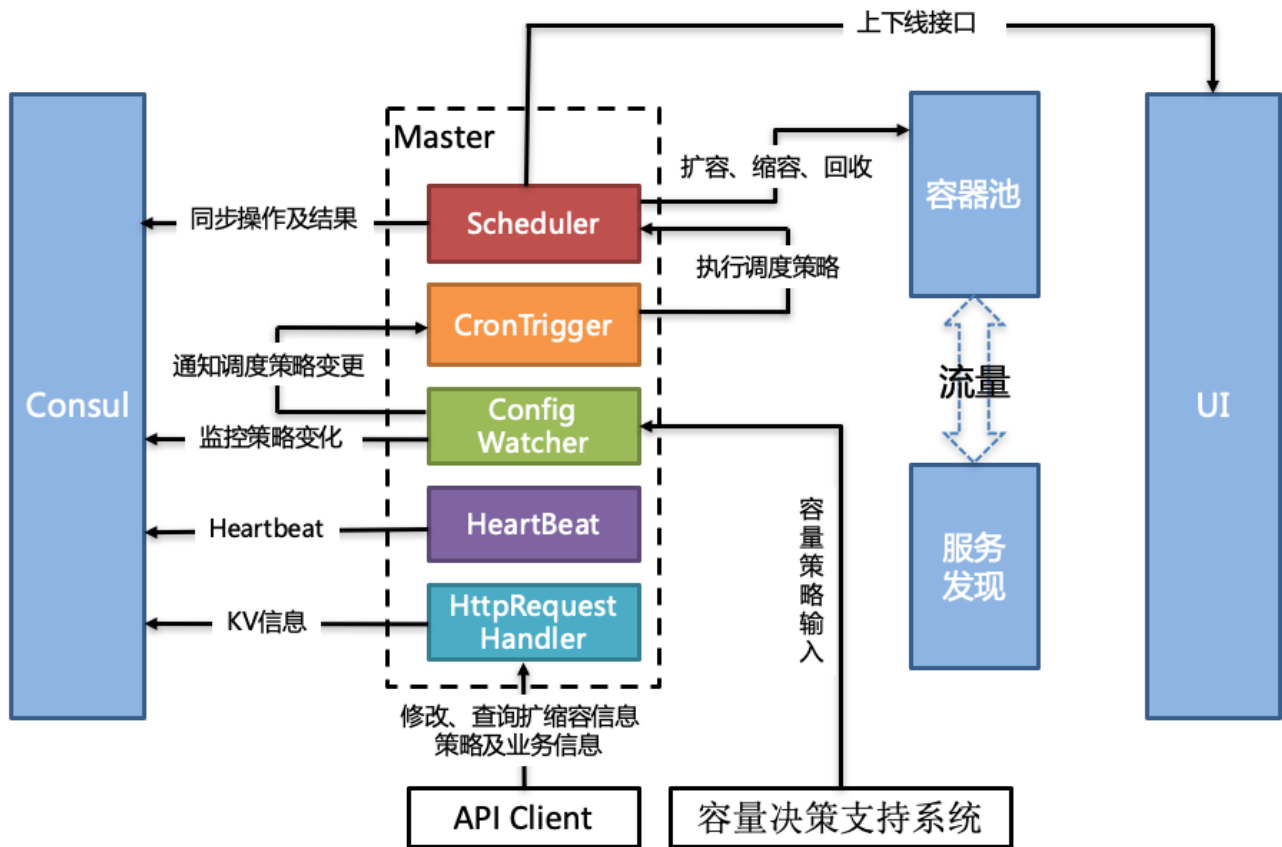 上下线接口
Master
扩容、缩容、回收
容器池
Scheduler
同步操作及结果
执行调度策略
CronTrigger
通知调度策略变更
流量
Consul
Config
Watcher
UI
监控策略变化
容量策略输入
Heartbeat
HeartBeat
服务
发现
HttpRequest
Handler
KV信息
修改、查询扩缩容信息
策略及业务信息
API Client
容量决策支持系统